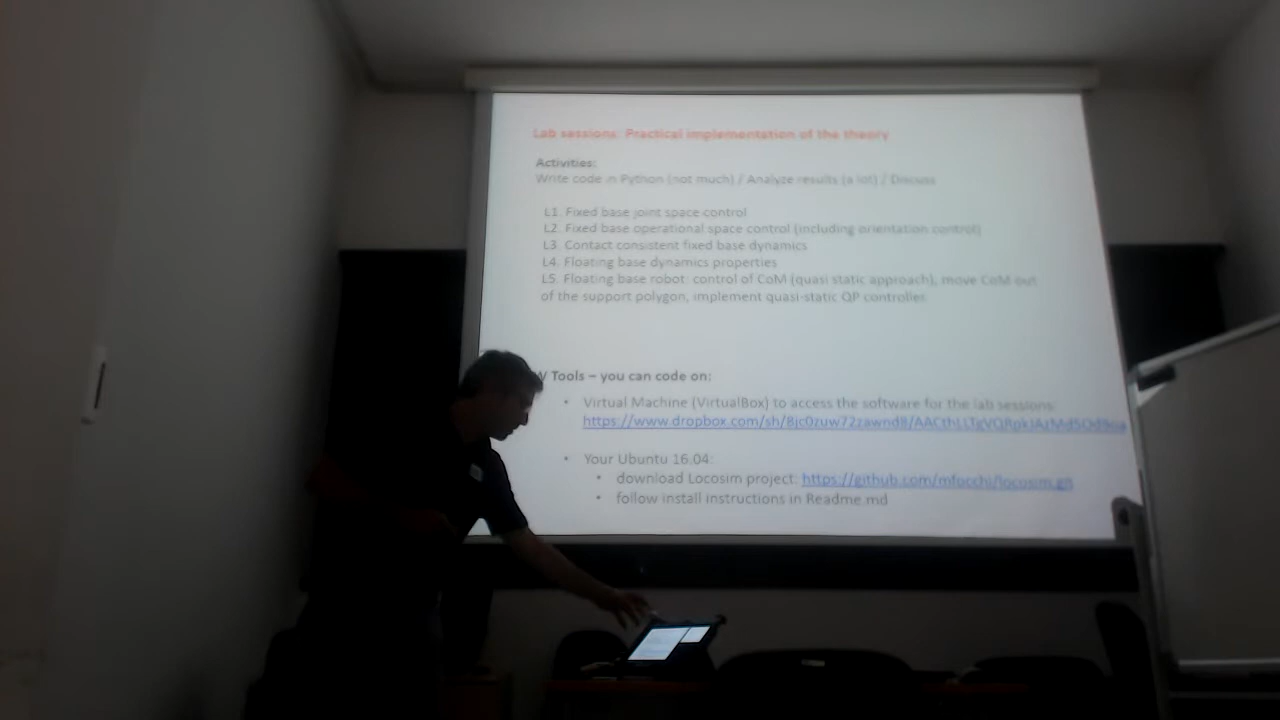 Lab sessions: Practical implementation of the theory
Activities:
Write code in Python (not much) / Analyze results (a lot) / Discuss
L1. Fixed base joint space control
L2. Fixed base operational space control (including orientation control)
L3. Contact consistent fixed base dynamics
L4. Floating base dynamics properties
L5. Floating base robot: control of CoM (quasi static approach), move CoM out
of the support polygon, implement quasi-static QP controller.
Tools – you can code on:
• Virtual Machine (VirtualBox) to access the software for the lab sessions
• Your Ubuntu 16.04:
• download Locosim project: https://github.com/mfocchi/locosim.git
• follow install instructions in Readme.md